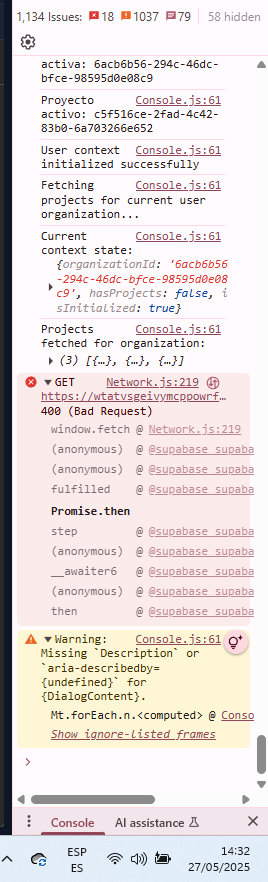 1,134 Issues: 18 1037 79 58 hidden
activa: 6acb6b56-294c-46dc-
bfce-98595d0e08c9
Proyecto Console.js:61
activo: c5f516ce-2fad-4c42-
83b0-6a703266e652
User context Console.js:61
initialized successfully
Fetching Console.js:61
projects for current user
organization...
Current Console.js:61
context state:
{organizationId: '6acb6b56
-294c-46dc-bfce-98595d0e08
c9', hasProjects: false, i
sInitialized: true}
Projects Console.js:61
fetched for organization:
(3) [{…}, {…}, {…}]
GET Network.js:219
https://wtatvsgeivymcppowrf…
400 (Bad Request)
window.fetch @ Network.js:219
(anonymous) @ @supabase_supaba
(anonymous) @ @supabase_supaba
fulfilled @ @supabase_supaba
Promise.then
step @ @supabase_supaba
(anonymous) @ @supabase_supaba
__awaiter6 @ @supabase_supaba
(anonymous) @ @supabase_supaba
then @ @supabase_supaba
Warning: Console.js:61
Missing `Description` or
`aria-describedby=
{undefined}` for
{DialogContent}.
Mt.forEach.n.<computed> @ Conso
Show ignore-listed frames
Console AI assistance
ESP 14:32
ES 27/05/2025